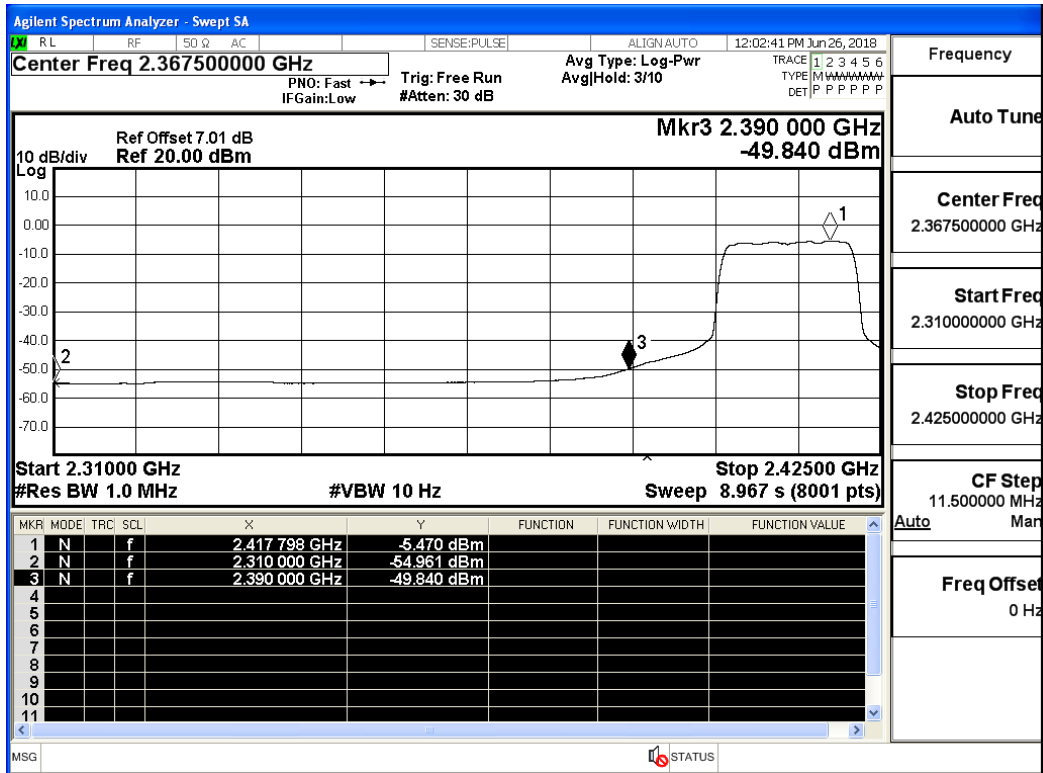 Agilent Spectrum Analyzer - Swept SA
LXI RL RF 50 Ω AC SENSE:PULSE ALIGN AUTO 12:02:41 PM Jun 26, 2018
Center Freq 2.367500000 GHz
PNO: Fast
IFGain:Low
Trig: Free Run
#Atten: 30 dB
Avg Type: Log-Pwr
Avg|Hold: 3/10
TRACE 1 2 3 4 5 6
TYPE M WWWWW
DET P P P P P P
Mkr3 2.390 000 GHz
-49.840 dBm
Ref Offset 7.01 dB
10 dB/div Ref 20.00 dBm
Log
10.0
0.00
-10.0
-20.0
-30.0
-40.0
-50.0
-60.0
-70.0
1
2
3
Start 2.31000 GHz Stop 2.42500 GHz
#Res BW 1.0 MHz #VBW 10 Hz Sweep 8.967 s (8001 pts)
MKR MODE TRC SCL X Y FUNCTION FUNCTION WIDTH FUNCTION VALUE
1 N f 2.417 798 GHz -5.470 dBm
2 N f 2.310 000 GHz -54.961 dBm
3 N f 2.390 000 GHz -49.840 dBm
4
5
6
7
8
9
10
11
MSG STATUS
Frequency
Auto Tune
Center Freq
2.367500000 GHz
Start Freq
2.310000000 GHz
Stop Freq
2.425000000 GHz
CF Step
11.500000 MHz
Auto Man
Freq Offset
0 Hz